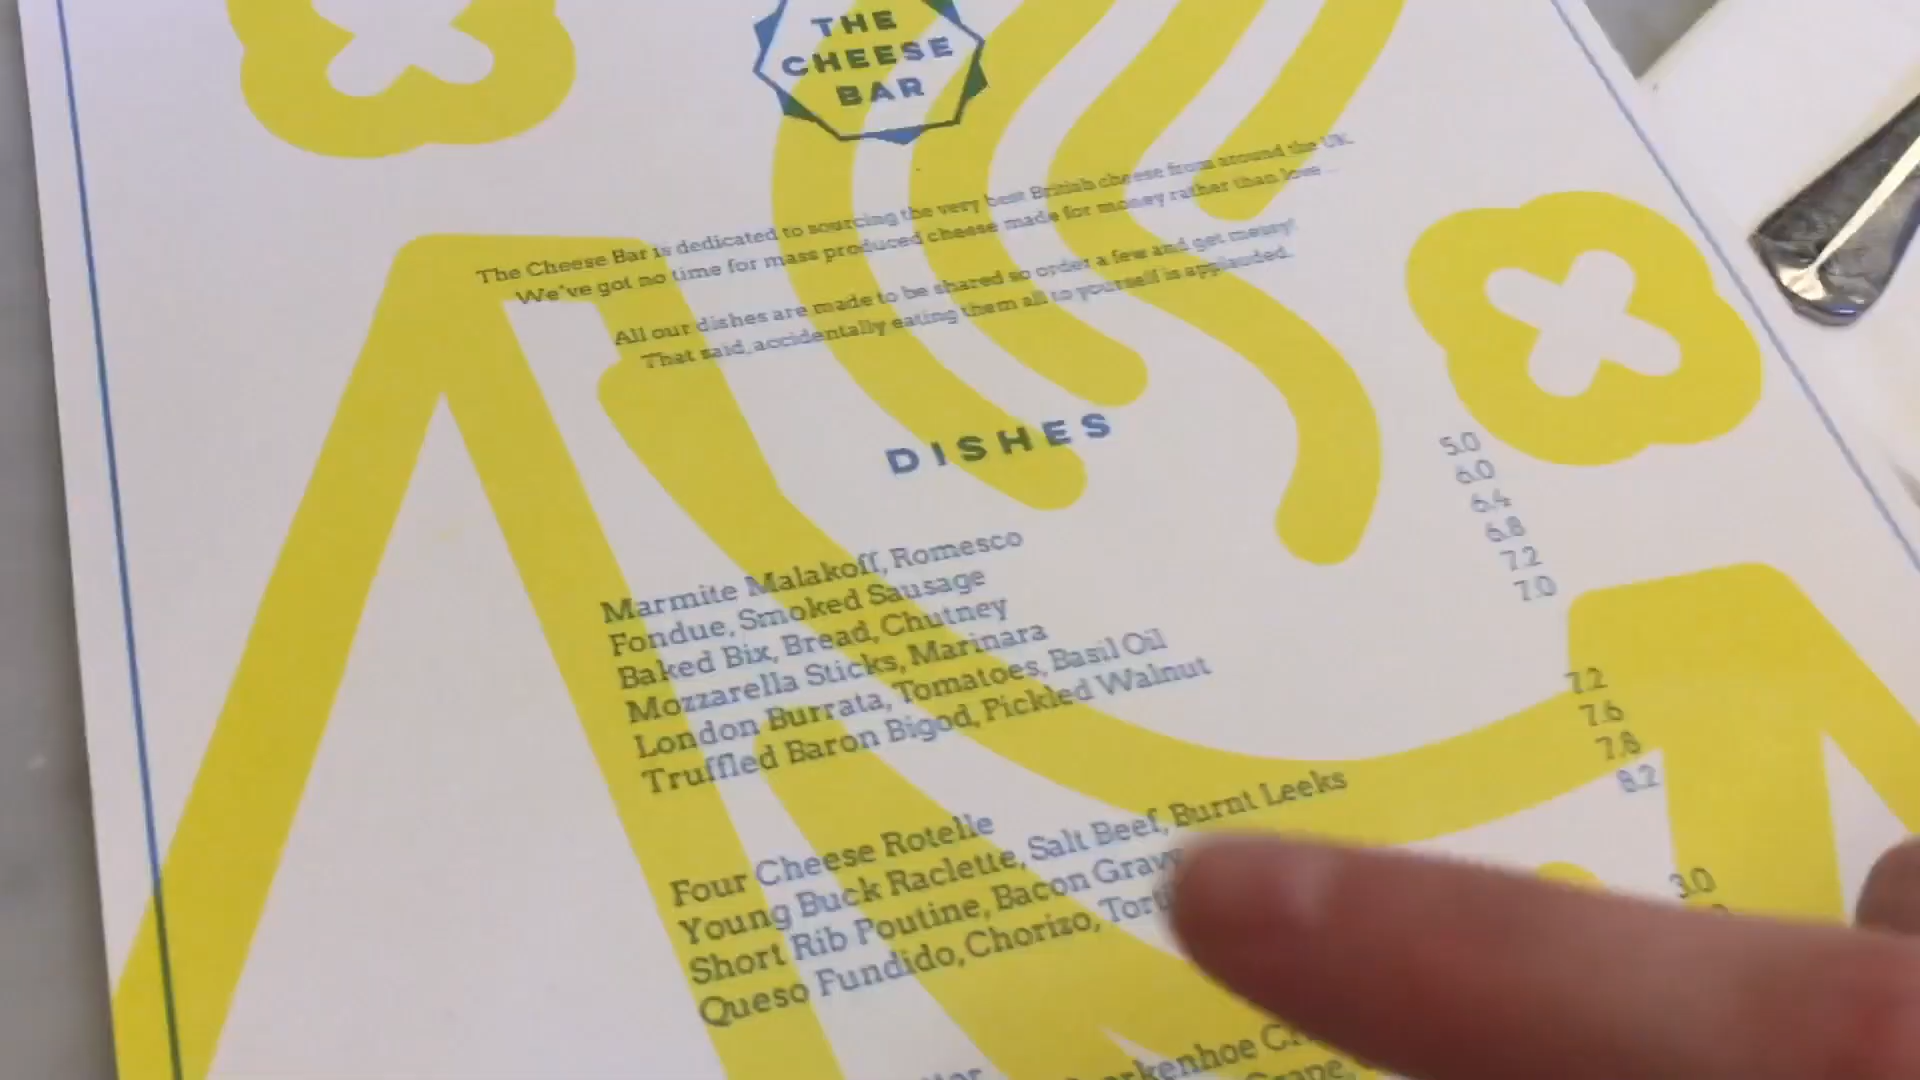 THE
CHEESE
BAR
The Cheese Bar is dedicated to sourcing the very best British cheese from around the UK.
We've got no time for mass produced cheese made for money rather than love...
All our dishes are made to be shared so order a few and get messy!
That said, accidentally eating them all to yourself is applauded.
DISHES
Marmite Malakoff, Romesco 5.0
Fondue, Smoked Sausage 6.0
Baked Bix, Bread, Chutney 6.4
Mozzarella Sticks, Marinara 6.8
London Burrata, Tomatoes, Basil Oil 7.2
Truffled Baron Bigod, Pickled Walnut 7.0
Four Cheese Rotelle 7.2
Young Buck Raclette, Salt Beef, Burnt Leeks 7.6
Short Rib Poutine, Bacon Gravy 7.8
Queso Fundido, Chorizo, 8.2
3.0